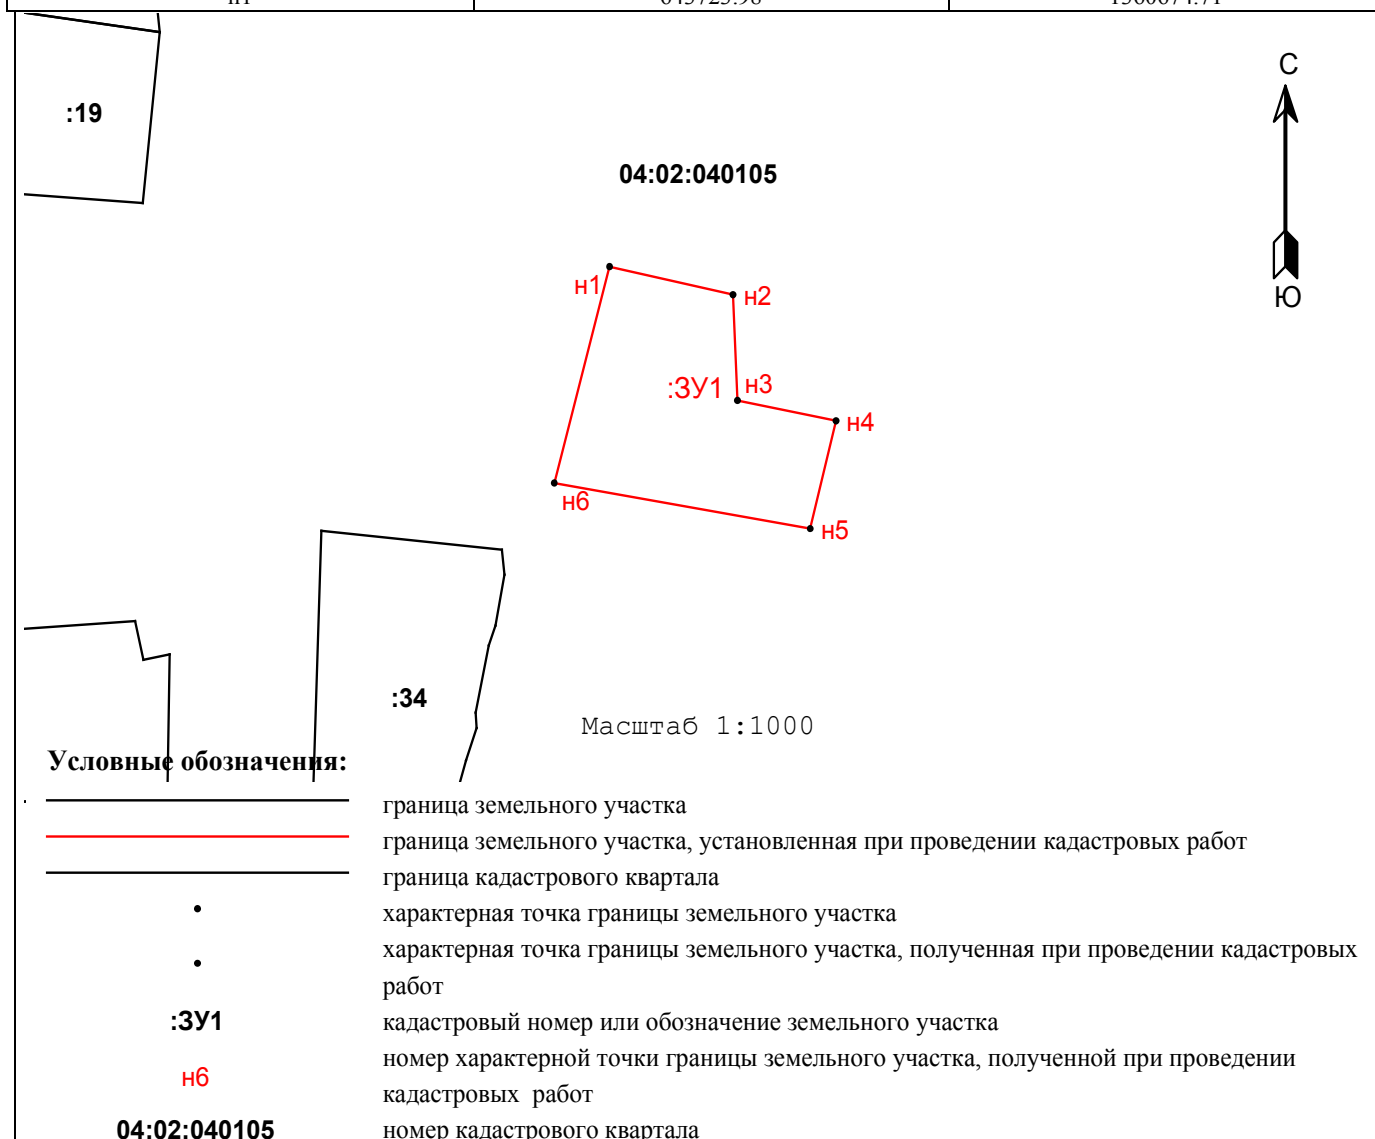 С
:19
04:02:040105
н1
н2
Ю
:ЗУ1
н3
н4
н6
н5
:34
Масштаб 1:1000
Условные обозначения:
граница земельного участка
граница земельного участка, установленная при проведении кадастровых работ
граница кадастрового квартала
характерная точка границы земельного участка
характерная точка границы земельного участка, полученная при проведении кадастровых
работ
:ЗУ1 кадастровый номер или обозначение земельного участка
номер характерной точки границы земельного участка, полученной при проведении
н6
кадастровых работ
04:02:040105 номер кадастрового квартала